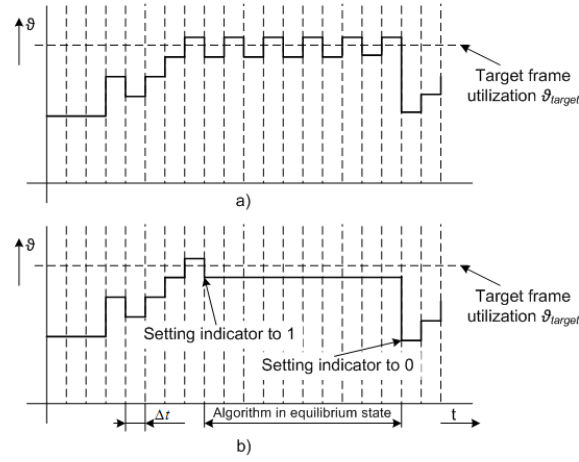 ϑ
Target frame
utilization ϑtarget
a)
ϑ
Target frame
utilization ϑtarget
Setting indicator to 1
Setting indicator to 0
Δt
Algorithm in equilibrium state
t
b)